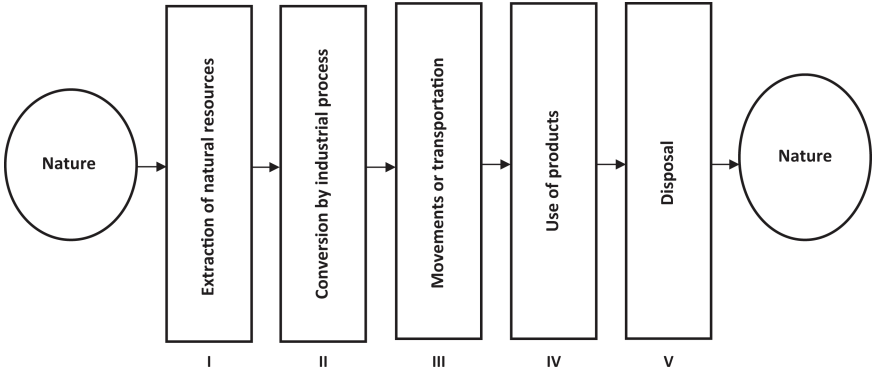 Nature
Extraction of natural resources
Conversion by industrial process
Movements or transportation
Use of products
Disposal
Nature
I
II
III
IV
V